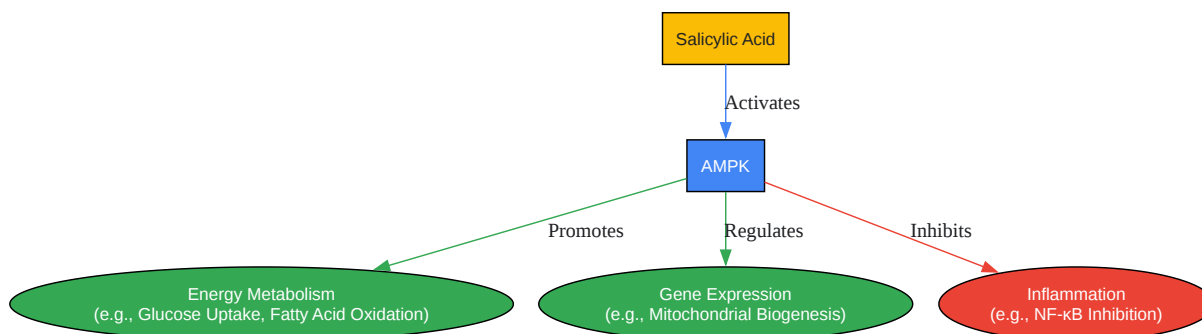 Salicylic Acid
Activates
AMPK
Promotes
Regulates
Inhibits
Energy Metabolism
(e.g., Glucose Uptake, Fatty Acid Oxidation)
Gene Expression
(e.g., Mitochondrial Biogenesis)
Inflammation
(e.g., NF-κB Inhibition)